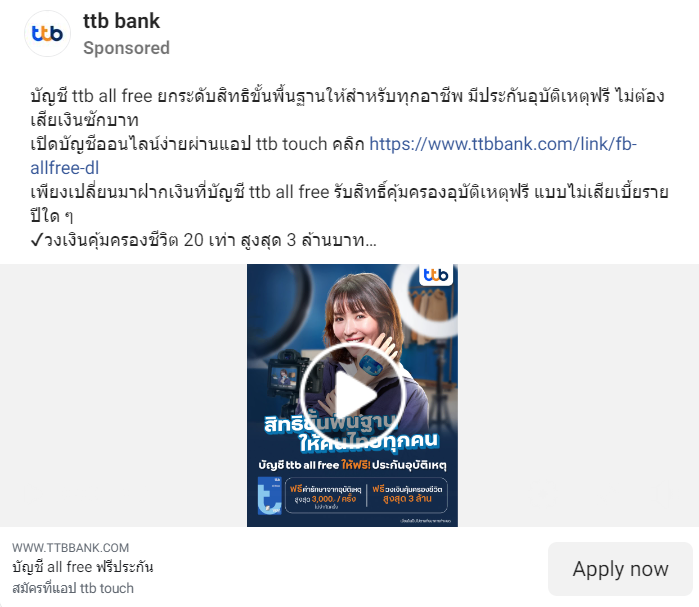 ttb bank
Sponsored
บัญชี ttb all free ยกระดับสิทธิขั้นพื้นฐานให้สำหรับทุกอาชีพ มีประกันอุบัติเหตุฟรี ไม่ต้อง
เสียเงินซักบาท
เปิดบัญชีออนไลน์ง่ายผ่านแอป ttb touch คลิก https://www.ttbbank.com/link/fb-
allfree-dl
เพียงเปลี่ยนมาฝากเงินที่บัญชี ttb all free รับสิทธิ์คุ้มครองอุบัติเหตุฟรี แบบไม่เสียเบี้ยราย
ปีใด ๆ
✓วงเงินคุ้มครองชีวิต 20 เท่า สูงสุด 3 ล้านบาท...
ttb
สิทธิขั้นพื้นฐาน
ให้คนไทยทุกคน
บัญชี ttb all free ให้ฟรี! ประกันอุบัติเหตุ
ฟรีค่ารักษาจากอุบัติเหตุ
สูงสุด 3,000.-/ครั้ง
ไม่จำกัดครั้ง
ฟรีวงเงินคุ้มครองชีวิต
สูงสุด 3 ล้าน
WWW.TTBBANK.COM
บัญชี all free ฟรีประกัน
สมัครที่แอป ttb touch
Apply now